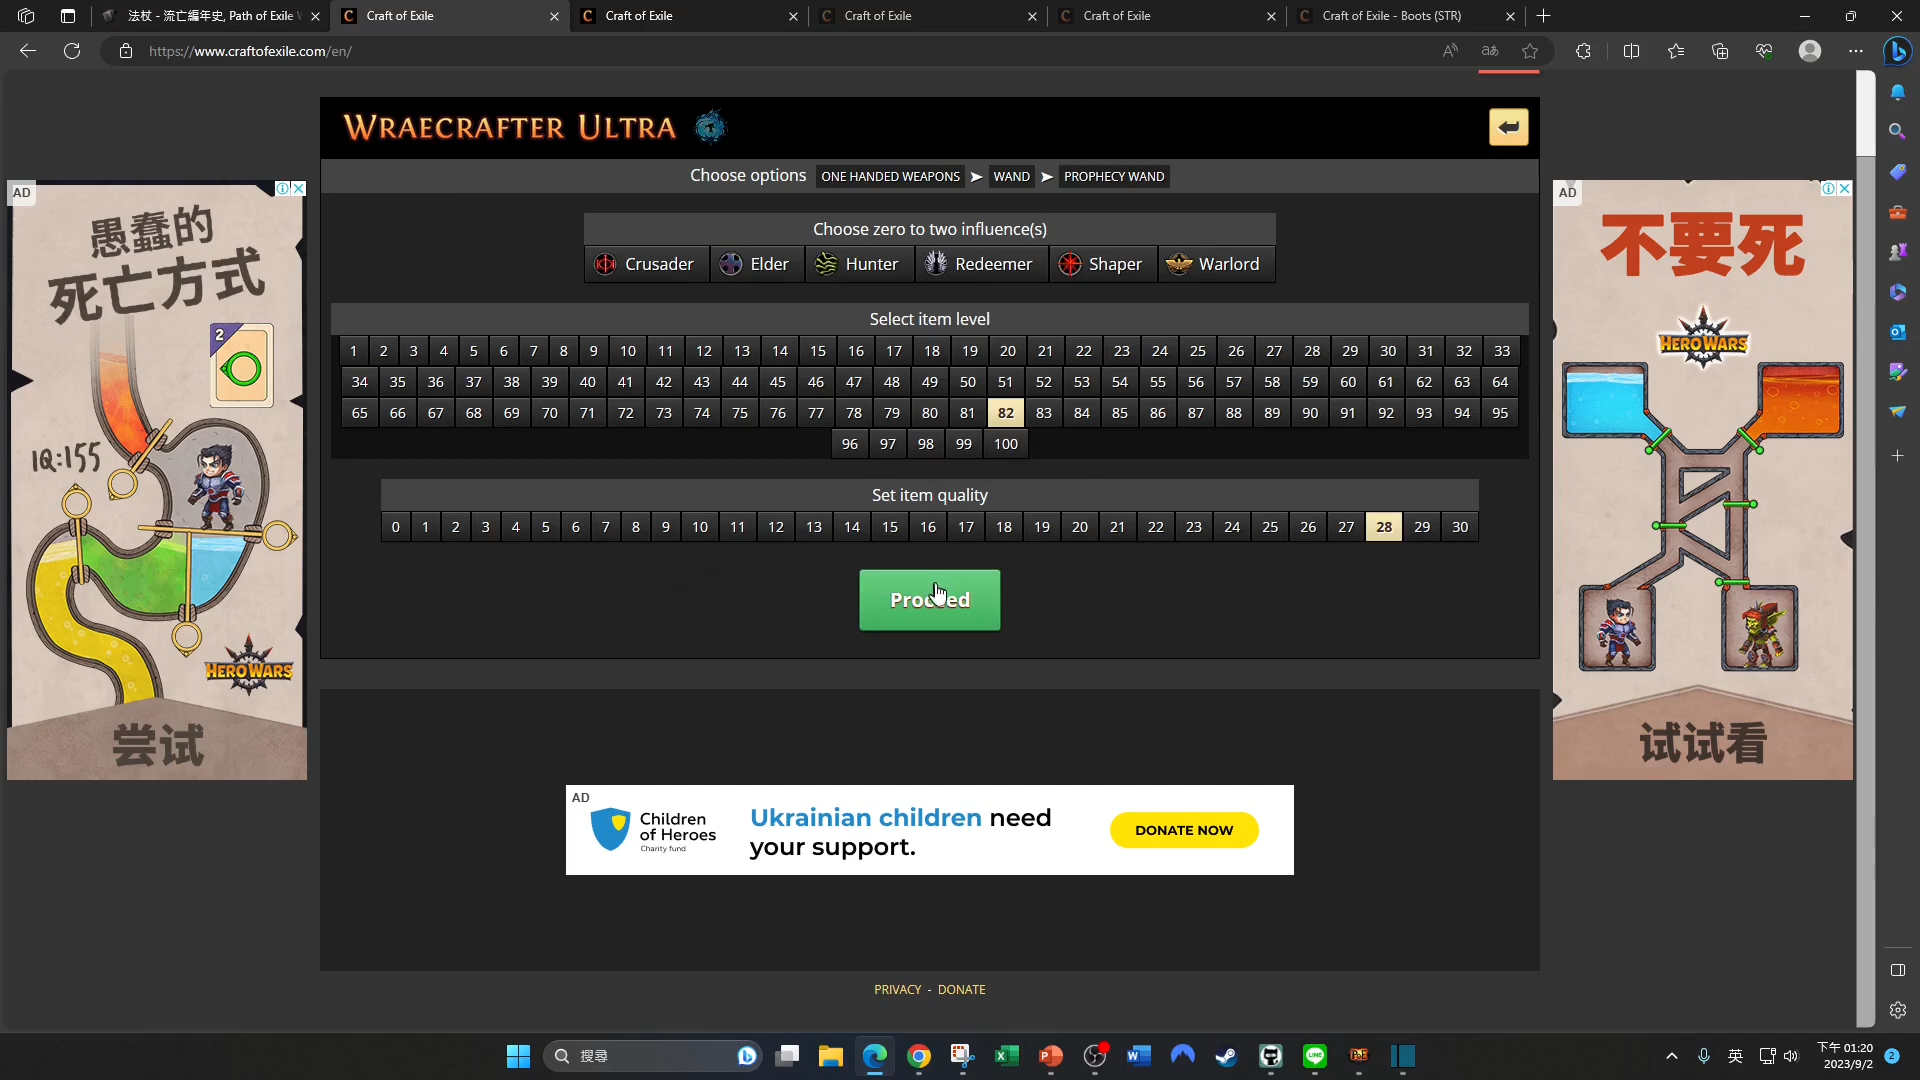 法杖 - 流亡編年史, Path of Exile
Craft of Exile
Craft of Exile
Craft of Exile
Craft of Exile
Craft of Exile - Boots (STR)
https://www.craftofexile.com/en/
WRAECRAFTER ULTRA
Choose options ONE HANDED WEAPONS WAND PROPHECY WAND
Choose zero to two influence(s)
Crusader Elder Hunter Redeemer Shaper Warlord
Select item level
1 2 3 4 5 6 7 8 9 10 11 12 13 14 15 16 17 18 19 20 21 22 23 24 25 26 27 28 29 30 31 32 33
34 35 36 37 38 39 40 41 42 43 44 45 46 47 48 49 50 51 52 53 54 55 56 57 58 59 60 61 62 63 64
65 66 67 68 69 70 71 72 73 74 75 76 77 78 79 80 81 82 83 84 85 86 87 88 89 90 91 92 93 94 95
96 97 98 99 100
Set item quality
0 1 2 3 4 5 6 7 8 9 10 11 12 13 14 15 16 17 18 19 20 21 22 23 24 25 26 27 28 29 30
Proceed
AD
愚蠢的
死亡方式
2
IQ:155
HERO WARS
尝试
AD
不要死
HERO WARS
试试看
AD
Children
of Heroes
Charity fund
Ukrainian children need
your support.
DONATE NOW
PRIVACY - DONATE
搜尋
英
下午 01:20
2023/9/2
2